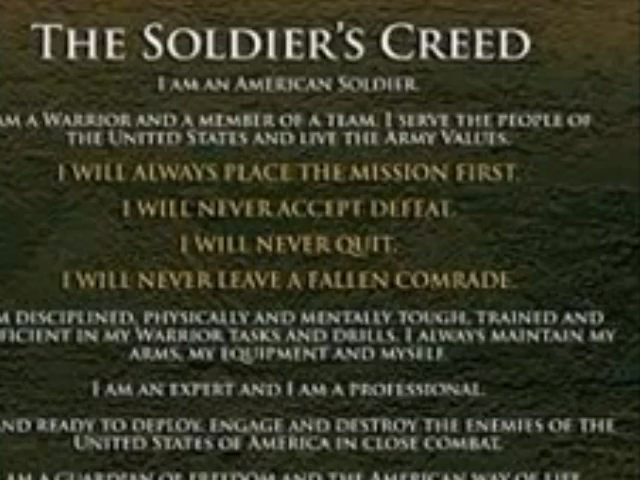 THE SOLDIER'S CREED
I AM AN AMERICAN SOLDIER.
AM A WARRIOR AND A MEMBER OF A TEAM. I SERVE THE PEOPLE OF
THE UNITED STATES AND LIVE THE ARMY VALUES.
I WILL ALWAYS PLACE THE MISSION FIRST.
I WILL NEVER ACCEPT DEFEAT.
I WILL NEVER QUIT.
I WILL NEVER LEAVE A FALLEN COMRADE.
M DISCIPLINED, PHYSICALLY AND MENTALLY TOUGH, TRAINED AND
FICIENT IN MY WARRIOR TASKS AND DRILLS. I ALWAYS MAINTAIN MY
ARMS, MY EQUIPMENT AND MYSELF.
I AM AN EXPERT AND I AM A PROFESSIONAL.
ND READY TO DEPLOY, ENGAGE AND DESTROY THE ENEMIES OF THE
UNITED STATES OF AMERICA IN CLOSE COMBAT.
AM A GUARDIAN OF FREEDOM AND THE AMERICAN WAY OF LIFE